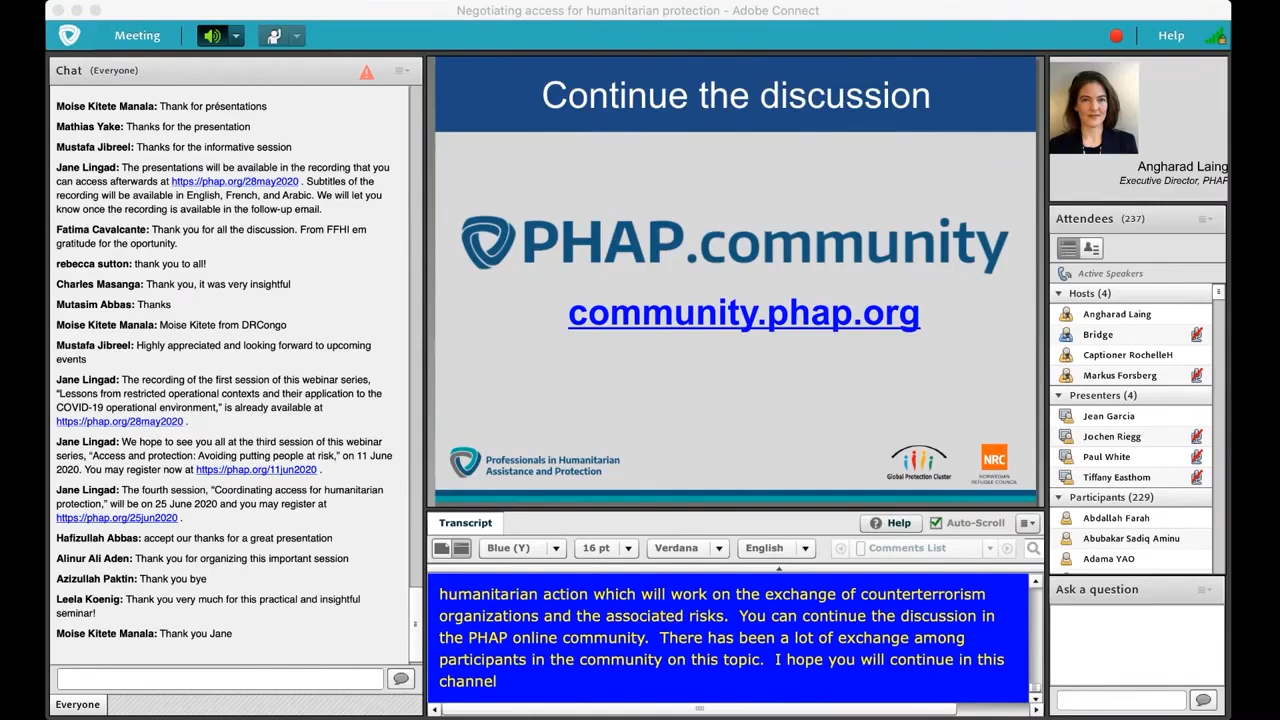 Negotiating access for humanitarian protection - Adobe Connect
Meeting
Help
Chat (Everyone)
Moise Kitete Manala: Thank for présentations
Mathias Yake: Thanks for the presentation
Mustafa Jibreel: Thanks for the informative session
Jane Lingad: The presentations will be available in the recording that you
can access afterwards at https://phap.org/28may2020 . Subtitles of the
recording will be available in English, French, and Arabic. We will let you
know once the recording is available in the follow-up email.
Fatima Cavalcante: Thank you for all the discussion. From FFHI em
gratitude for the oportunity.
rebecca sutton: thank you to all!
Charles Masanga: Thank you, it was very insightful
Mutasim Abbas: Thanks
Moise Kitete Manala: Moise Kitete from DRCongo
Mustafa Jibreel: Highly appreciated and looking forward to upcoming
events
Jane Lingad: The recording of the first session of this webinar series,
“Lessons from restricted operational contexts and their application to the
COVID-19 operational environment,” is already available at
https://phap.org/28may2020 .
Jane Lingad: We hope to see you all at the third session of this webinar
series, “Access and protection: Avoiding putting people at risk,” on 11 June
2020. You may register now at https://phap.org/11jun2020 .
Jane Lingad: The fourth session, “Coordinating access for humanitarian
protection,” will be on 25 June 2020 and you may register at
https://phap.org/25jun2020 .
Hafizullah Abbas: accept our thanks for a great presentation
Alinur Ali Aden: Thank you for organizing this important session
Azizullah Paktin: Thank you bye
Leela Koenig: Thank you very much for this practical and insightful
seminar!
Moise Kitete Manala: Thank you Jane
Everyone
Continue the discussion
PHAP.community
community.phap.org
Professionals in Humanitarian
Assistance and Protection
Global Protection Cluster
NRC
NORWEGIAN
REFUGEE COUNCIL
Transcript
Help
Auto-Scroll
Blue (Y)
16 pt
Verdana
English
Comments List
humanitarian action which will work on the exchange of counterterrorism
organizations and the associated risks. You can continue the discussion in
the PHAP online community. There has been a lot of exchange among
participants in the community on this topic. I hope you will continue in this
channel
Angharad Laing
Executive Director, PHAP
Attendees (237)
Active Speakers
Hosts (4)
Angharad Laing
Bridge
Captioner RochelleH
Markus Forsberg
Presenters (4)
Jean Garcia
Jochen Riegg
Paul White
Tiffany Easthom
Participants (229)
Abdallah Farah
Abubakar Sadiq Aminu
Adama YAO
Ask a question